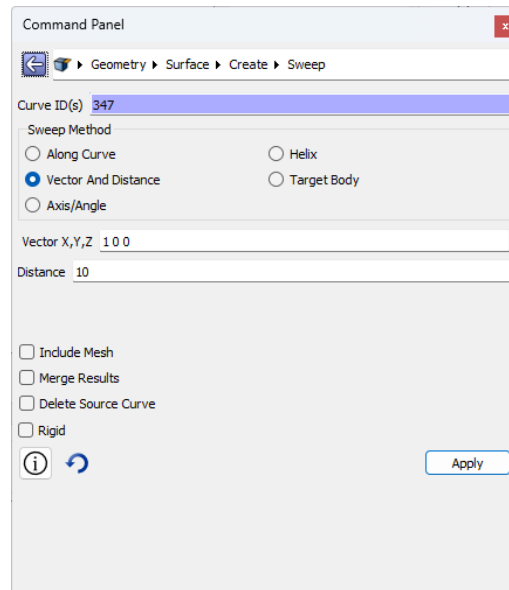 Command Panel
x
Geometry Surface Create Sweep
Curve ID(s) 347
Sweep Method
Along Curve Helix
Vector And Distance Target Body
Axis/Angle
Vector X,Y,Z 1 0 0
Distance 10
Include Mesh
Merge Results
Delete Source Curve
Rigid
Apply